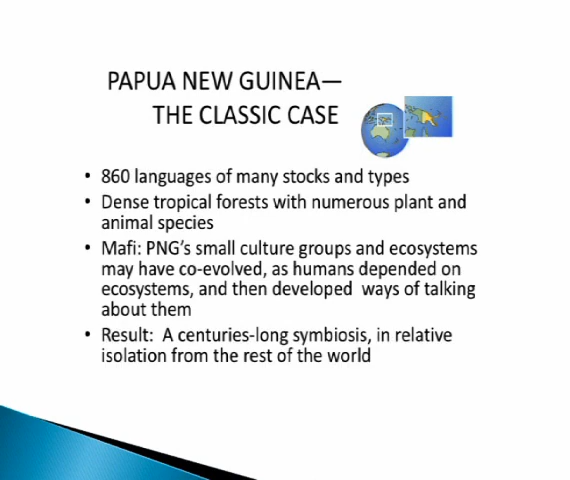 PAPUA NEW GUINEA—
THE CLASSIC CASE
• 860 languages of many stocks and types
• Dense tropical forests with numerous plant and
animal species
• Mafi: PNG’s small culture groups and ecosystems
may have co-evolved, as humans depended on
ecosystems, and then developed ways of talking
about them
• Result: A centuries-long symbiosis, in relative
isolation from the rest of the world